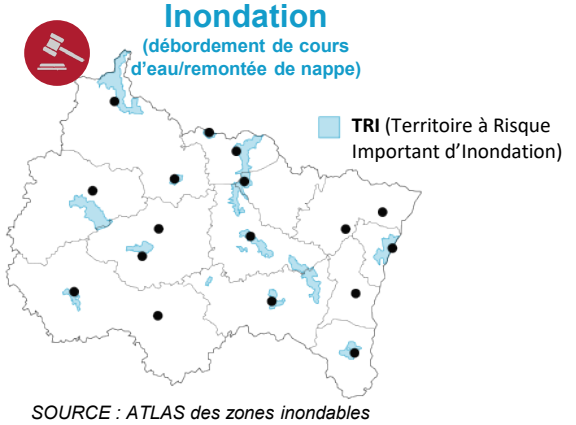 Inondation
(débordement de cours
d'eau/remontée de nappe)
TRI (Territoire à Risque
Important d'Inondation)
SOURCE : ATLAS des zones inondables